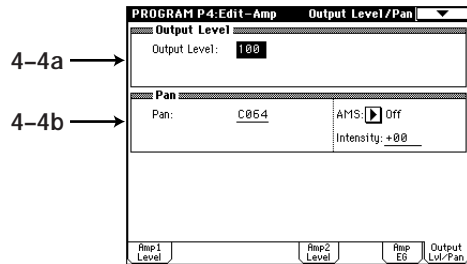 PROGRAM P4:Edit-Amp Output Level/Pan
Output Level
4–4a
Output Level: 100
Pan
4–4b
Pan: C064 AMS: Off
Intensity: +00
Amp1 Level Amp2 Level Amp EG Output Lvl/Pan